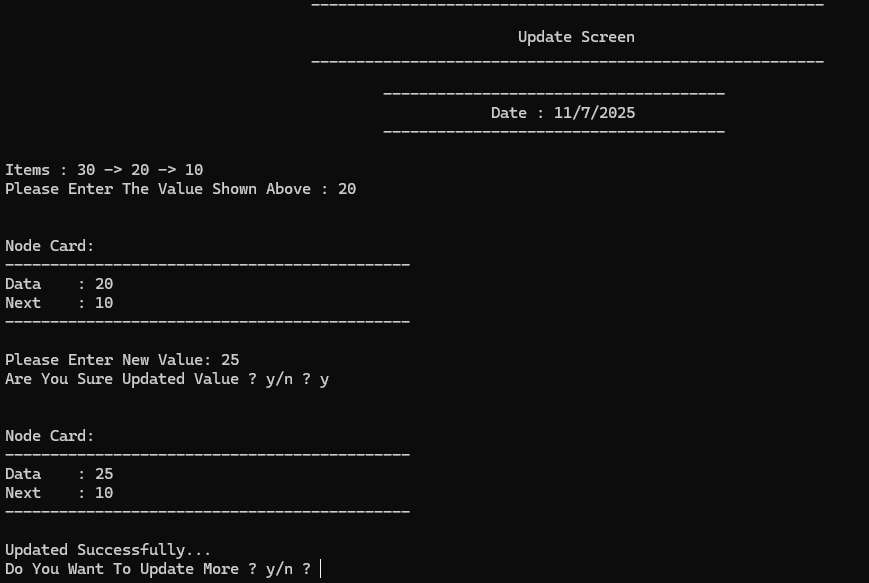 ---------------------------------------------------------
Update Screen
---------------------------------------------------------
--------------------------------------
Date : 11/7/2025
--------------------------------------
Items : 30 -> 20 -> 10
Please Enter The Value Shown Above : 20
Node Card:
---------------------------------------------
Data    : 20
Next    : 10
---------------------------------------------
Please Enter New Value: 25
Are You Sure Updated Value ? y/n ? y
Node Card:
---------------------------------------------
Data    : 25
Next    : 10
---------------------------------------------
Updated Successfully...
Do You Want To Update More ? y/n ?